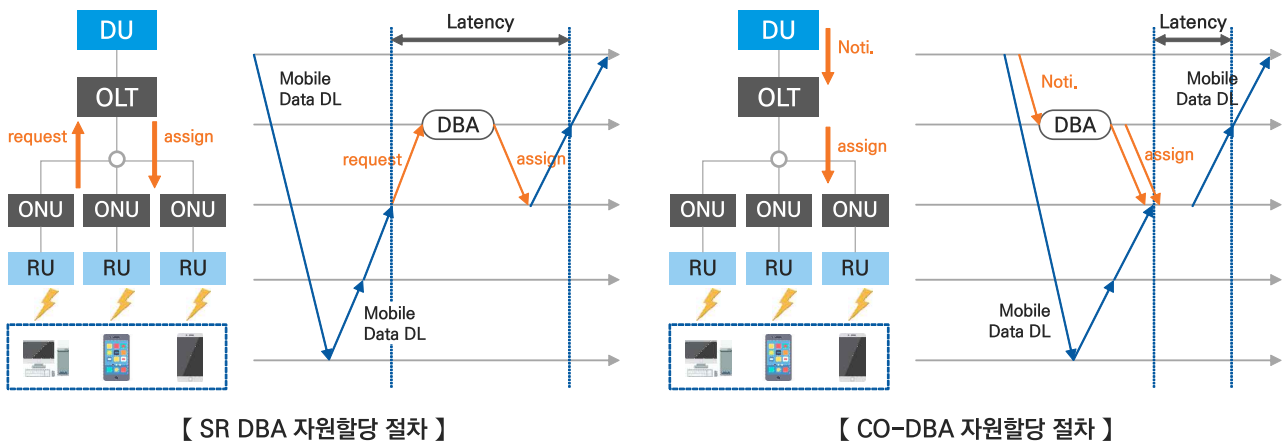 DU
OLT
request
assign
ONU
ONU
ONU
RU
RU
RU
Latency
Mobile
Data DL
DBA
request
assign
Mobile
Data DL
【 SR DBA 자원할당 절차 】
DU
Noti.
OLT
assign
ONU
ONU
ONU
RU
RU
RU
Latency
Noti.
Mobile
Data DL
DBA
assign
Mobile
Data DL
【 CO-DBA 자원할당 절차 】